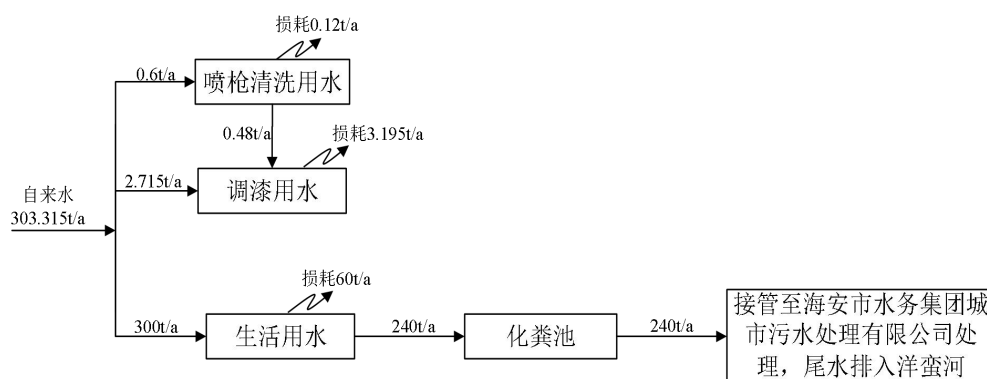 损耗0.12t/a
0.6t/a
喷枪清洗用水
0.48t/a
损耗3.195t/a
自来水
303.315t/a
2.715t/a
调漆用水
损耗60t/a
300t/a
生活用水
240t/a
化粪池
240t/a
接管至海安市水务集团城
市污水处理有限公司处
理，尾水排入洋蛮河